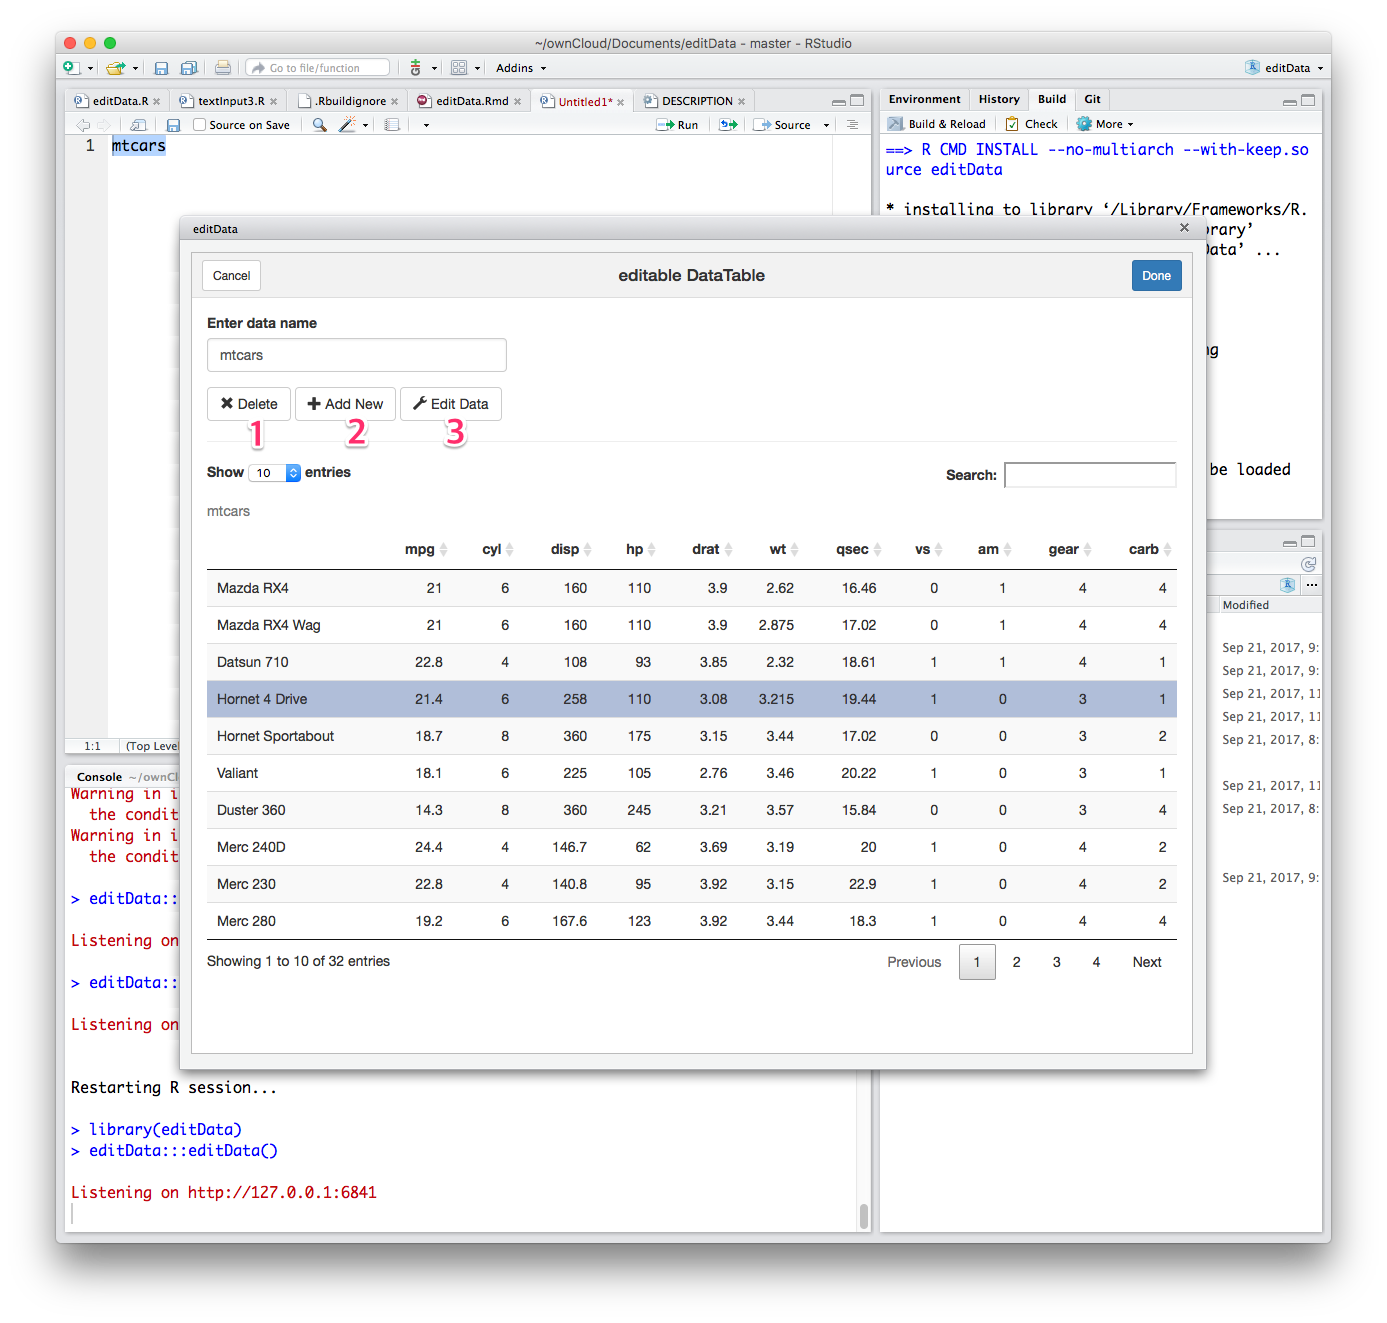 ~/ownCloud/Documents/editData - master - RStudio
Go to file/function Addins editData
editData.R textInput3.R .Rbuildignore editData.Rmd Untitled1* DESCRIPTION
Source on Save Run Source
1 mtcars
1:1 (Top Level
Environment History Build Git
Build & Reload Check More
==> R CMD INSTALL --no-multiarch --with-keep.so
urce editData
* installing to library ‘/Library/Frameworks/R.
brary’
Data’ ...
ng
be loaded
editData
Cancel editable DataTable Done
Enter data name
mtcars
Delete Add New Edit Data
1 2 3
Show 10 entries Search:
mtcars
mpg cyl disp hp drat wt qsec vs am gear carb
Mazda RX4 21 6 160 110 3.9 2.62 16.46 0 1 4 4
Mazda RX4 Wag 21 6 160 110 3.9 2.875 17.02 0 1 4 4
Datsun 710 22.8 4 108 93 3.85 2.32 18.61 1 1 4 1
Hornet 4 Drive 21.4 6 258 110 3.08 3.215 19.44 1 0 3 1
Hornet Sportabout 18.7 8 360 175 3.15 3.44 17.02 0 0 3 2
Valiant 18.1 6 225 105 2.76 3.46 20.22 1 0 3 1
Duster 360 14.3 8 360 245 3.21 3.57 15.84 0 0 3 4
Merc 240D 24.4 4 146.7 62 3.69 3.19 20 1 0 4 2
Merc 230 22.8 4 140.8 95 3.92 3.15 22.9 1 0 4 2
Merc 280 19.2 6 167.6 123 3.92 3.44 18.3 1 0 4 4
Showing 1 to 10 of 32 entries Previous 1 2 3 4 Next
Modified
Sep 21, 2017, 9:
Sep 21, 2017, 9:
Sep 21, 2017, 11
Sep 21, 2017, 11
Sep 21, 2017, 8:
Sep 21, 2017, 11
Sep 21, 2017, 8:
Sep 21, 2017, 9:
Console ~/ownCl
Warning in i
the condit
Warning in i
the condit
> editData::
Listening on
> editData::
Listening on
Restarting R session...
> library(editData)
> editData:::editData()
Listening on http://127.0.0.1:6841